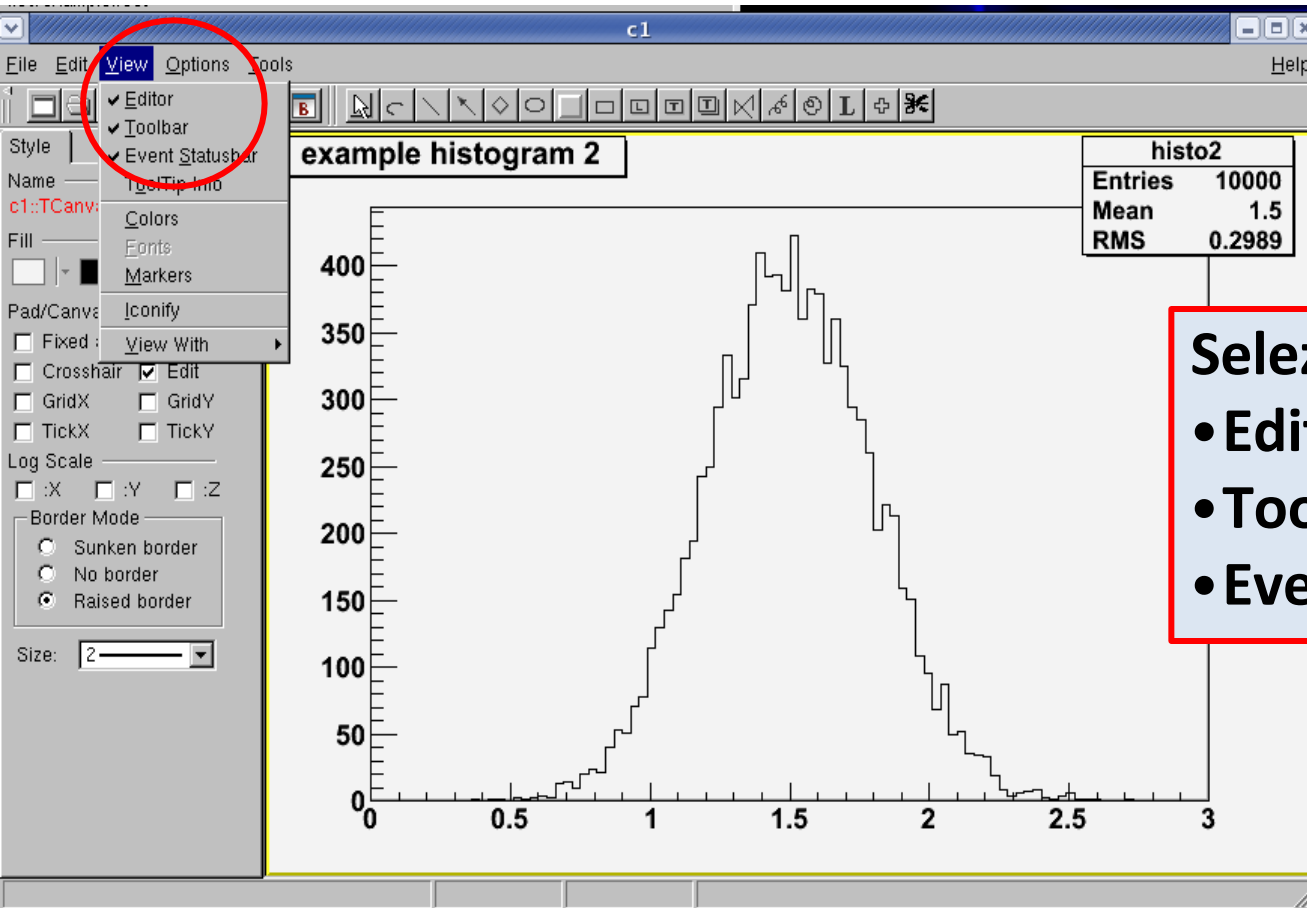 c1
File Edit View Options Tools Help
Editor
Toolbar
Event Statusbar
ToolTip Info
Colors
Fonts
Markers
Iconify
View With
B
L
T
T
L
Style
Name
Fill
Fixed
Crosshair Edit
GridX GridY
TickX TickY
Log Scale
:X :Y :Z
Border Mode
Sunken border
No border
Raised border
Size: 2
example histogram 2
histo2
Entries 10000
Mean 1.5
RMS 0.2989
400
350
300
250
200
150
100
50
0
0 0.5 1 1.5 2 2.5 3